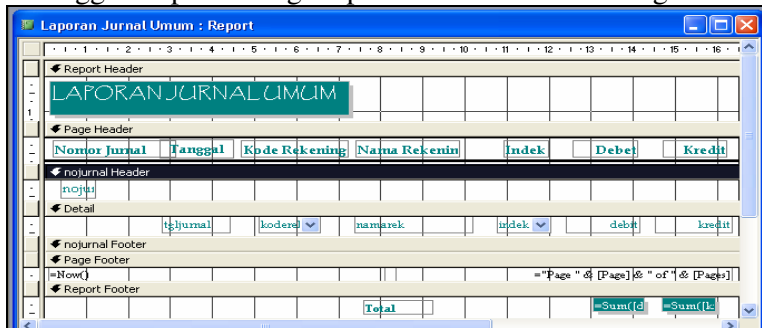 Laporan Jurnal Umum : Report
1 2 3 4 5 6 7 8 9 10 11 12 13 14 15 16
Report Header
LAPORAN JURNAL UMUM
1
Page Header
Nomor Jurnal Tanggal Kode Rekening Nama Rekenin Indek Debet Kredit
nojurnal Header
nojur
Detail
tgljurnal koderel namarek indek debit kredit
nojurnal Footer
Page Footer
=Now() ="Page " & [Page] & " of " & [Pages]
Report Footer
Total =Sum([d =Sum([k